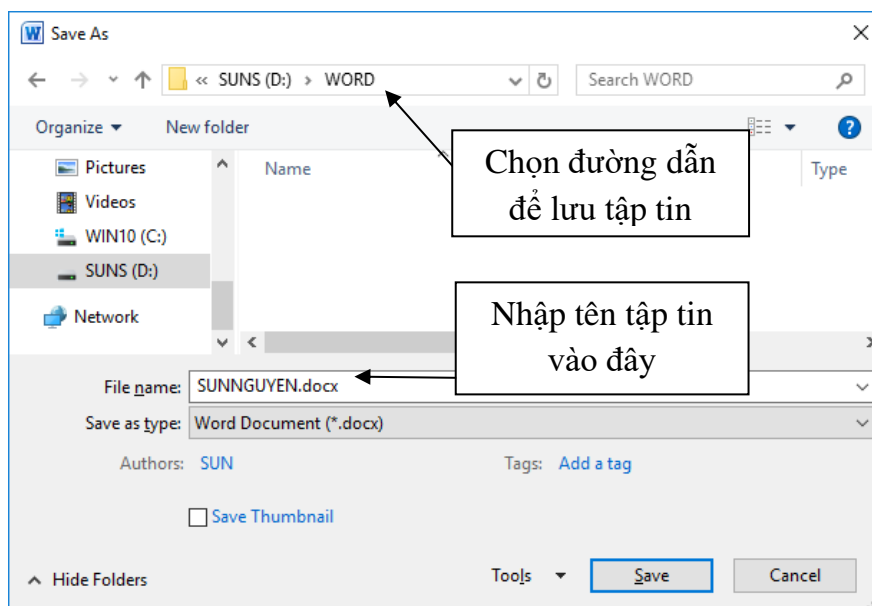 Save As
« SUNS (D:) › WORD
Search WORD
Organize
New folder
Pictures
Videos
WIN10 (C:)
SUNS (D:)
Network
Name
Type
Chọn đường dẫn
để lưu tập tin
Nhập tên tập tin
vào đây
File name: SUNNGUYEN.docx
Save as type: Word Document (*.docx)
Authors: SUN
Tags: Add a tag
Save Thumbnail
Hide Folders
Tools
Save
Cancel